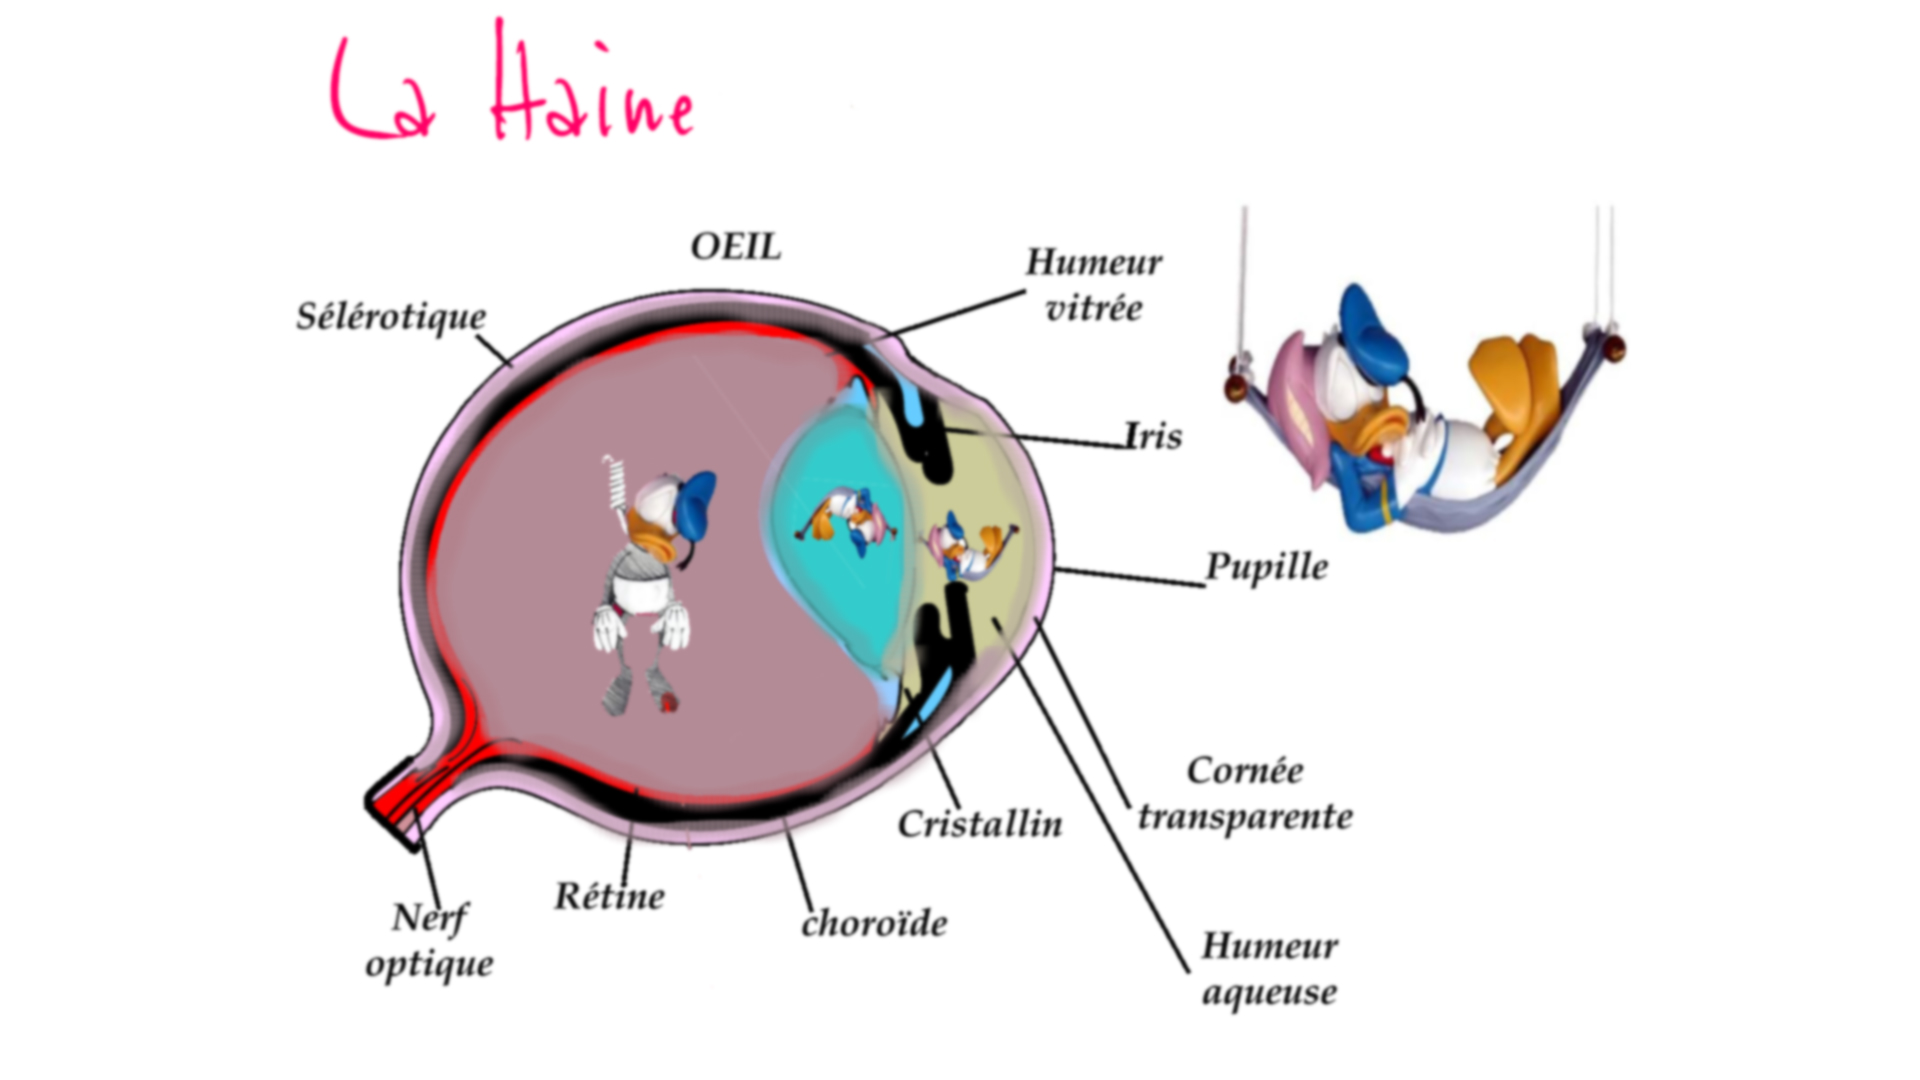 La Haine
OEIL
Humeur
vitrée
Sélérotique
Iris
Pupille
Cornée
transparente
Cristallin
Rétine
choroïde
Nerf
optique
Humeur
aqueuse